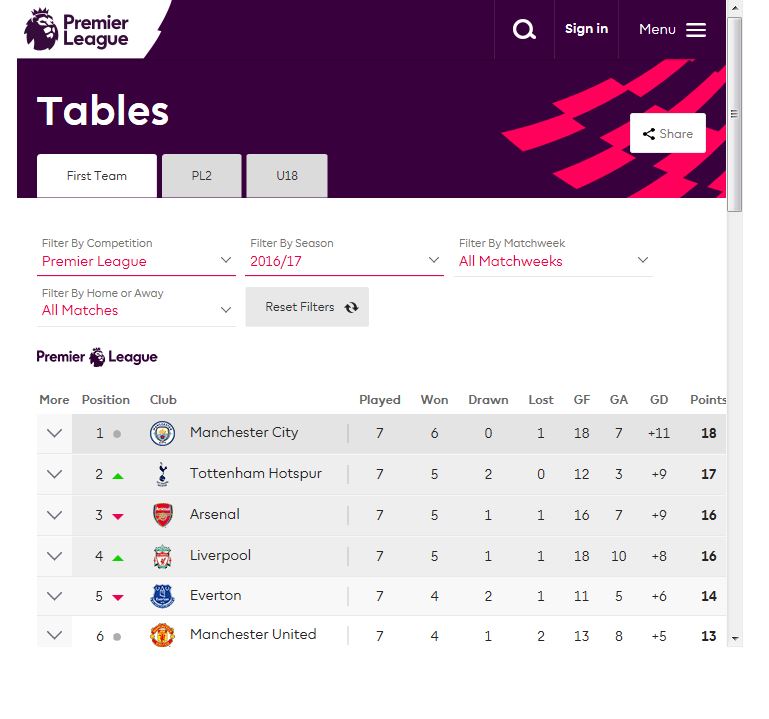 Premier
League
Sign in
Menu
Tables
Share
First Team
PL2
U18
Filter By Competition
Filter By Season
Filter By Matchweek
Premier League
2016/17
All Matchweeks
Filter By Home or Away
All Matches
Reset Filters
Premier League
More Position Club Played Won Drawn Lost GF GA GD Points
1 Manchester City 7 6 0 1 18 7 +11 18
2 Tottenham Hotspur 7 5 2 0 12 3 +9 17
3 Arsenal 7 5 1 1 16 7 +9 16
4 Liverpool 7 5 1 1 18 10 +8 16
5 Everton 7 4 2 1 11 5 +6 14
6 Manchester United 7 4 1 2 13 8 +5 13